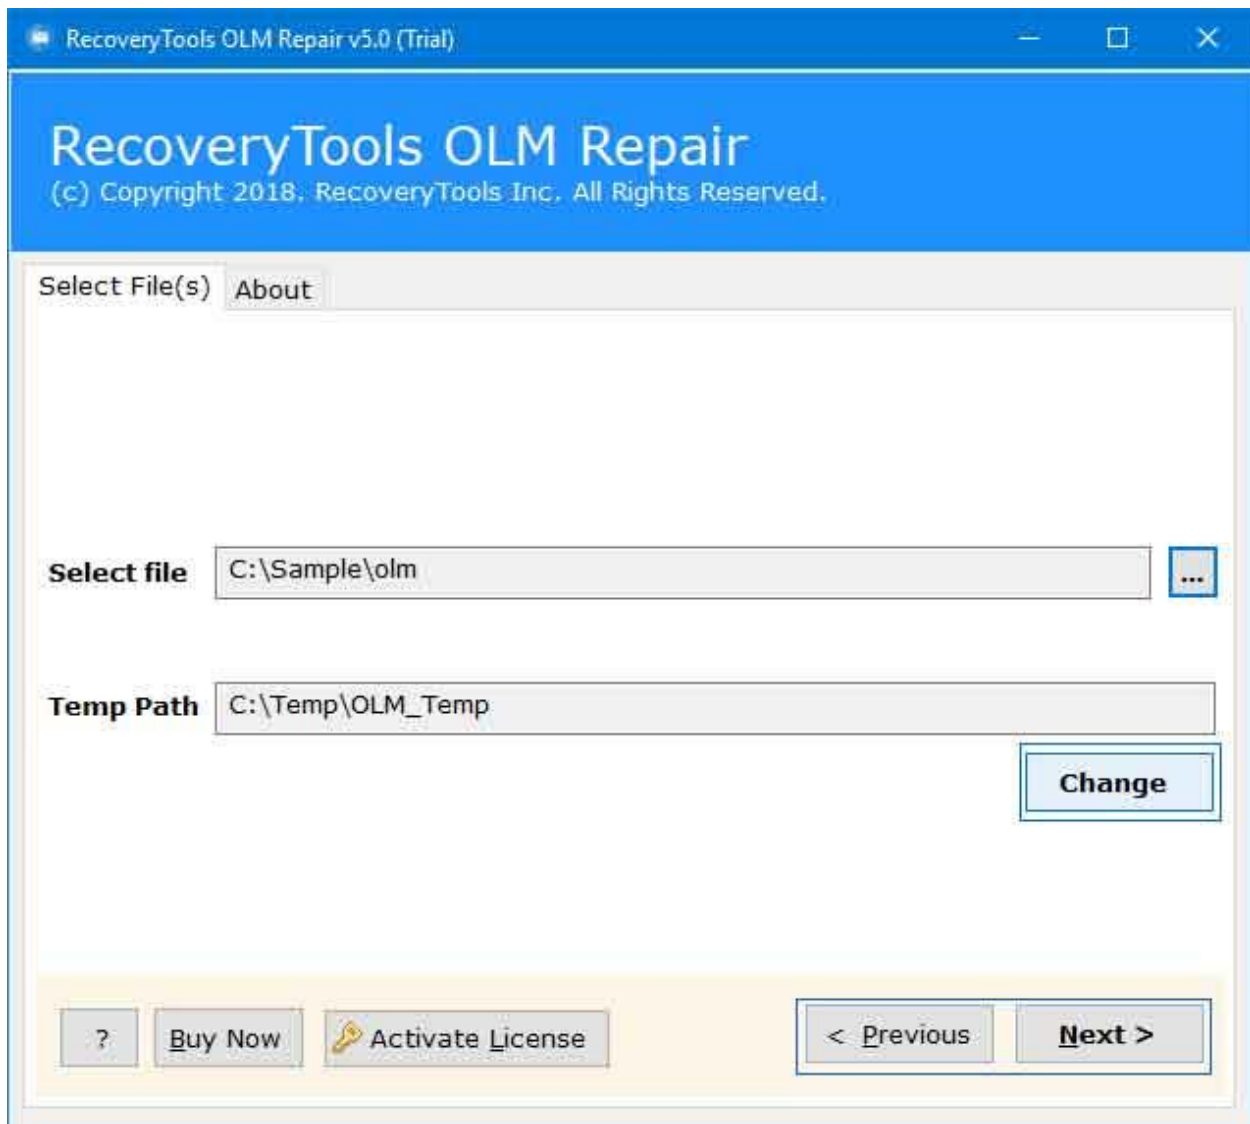 RecoveryTools OLM Repair v5.0 (Trial)
RecoveryTools OLM Repair
(c) Copyright 2018. RecoveryTools Inc. All Rights Reserved.
Select File(s) About
Select file C:\Sample\olm ...
Temp Path C:\Temp\OLM_Temp
Change
? Buy Now Activate License < Previous Next >